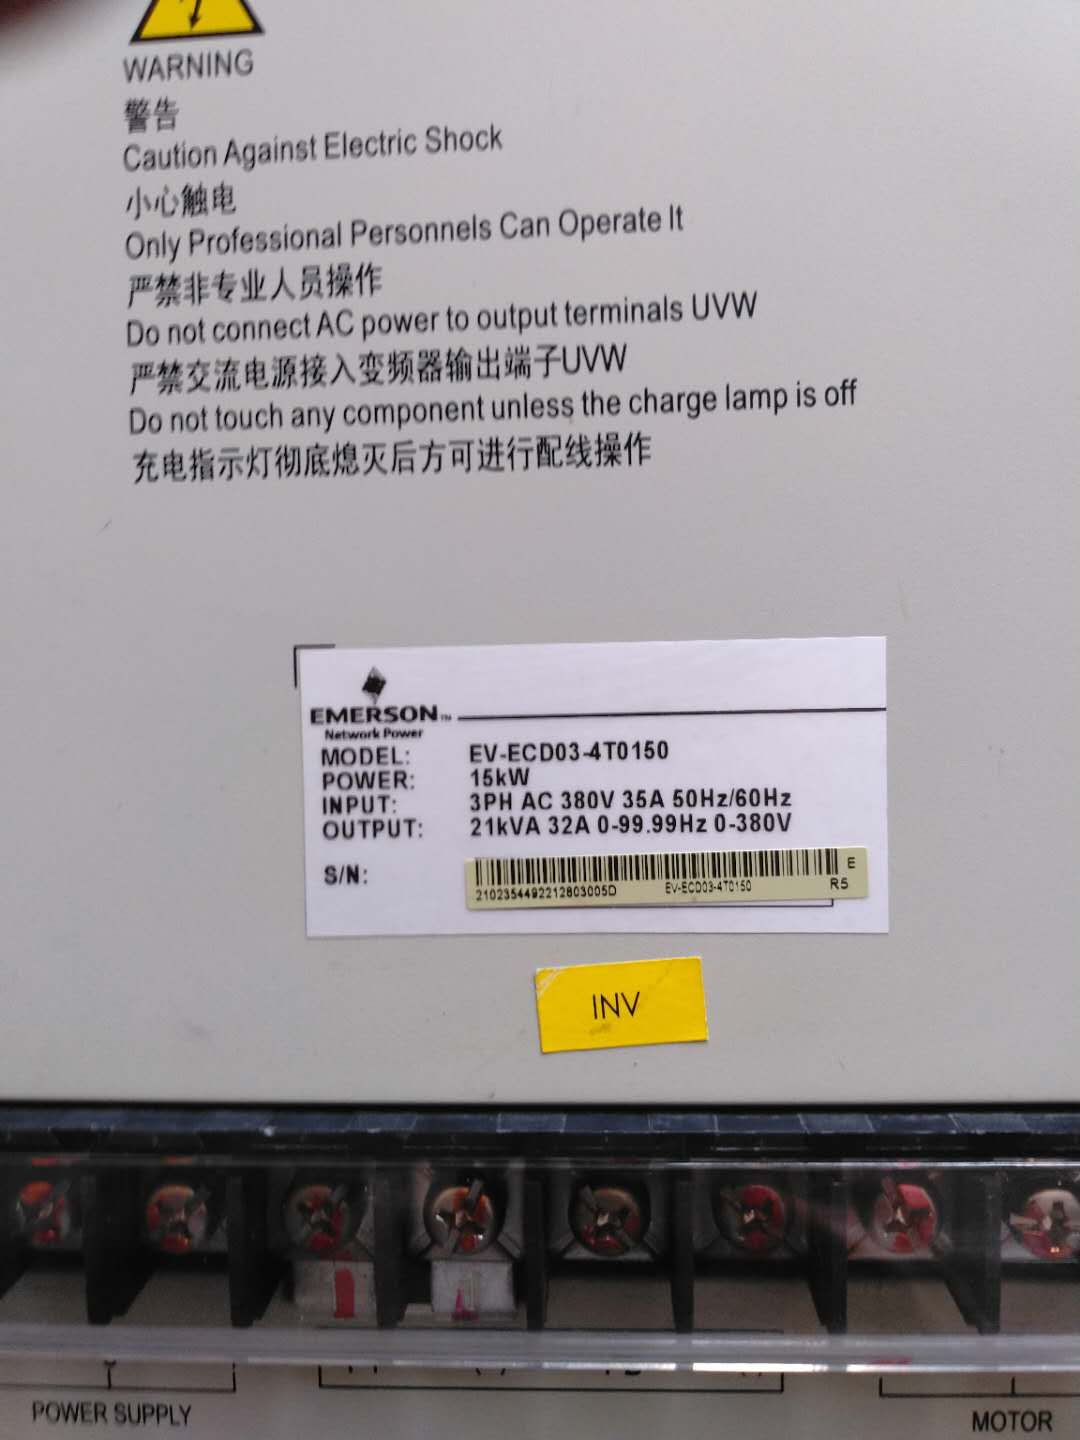 WARNING
警告
Caution Against Electric Shock
小心触电
Only Professional Personnels Can Operate It
严禁非专业人员操作
Do not connect AC power to output terminals UVW
严禁交流电源接入变频器输出端子UVW
Do not touch any component unless the charge lamp is off
充电指示灯彻底熄灭后方可进行配线操作
EMERSON™
Network Power
MODEL: EV-ECD03-4T0150
POWER: 15kW
INPUT: 3PH AC 380V 35A 50Hz/60Hz
OUTPUT: 21kVA 32A 0-99.99Hz 0-380V
S/N:
E
2102354492212803005D EV-ECD03-4T0150 R5
INV
POWER SUPPLY
MOTOR